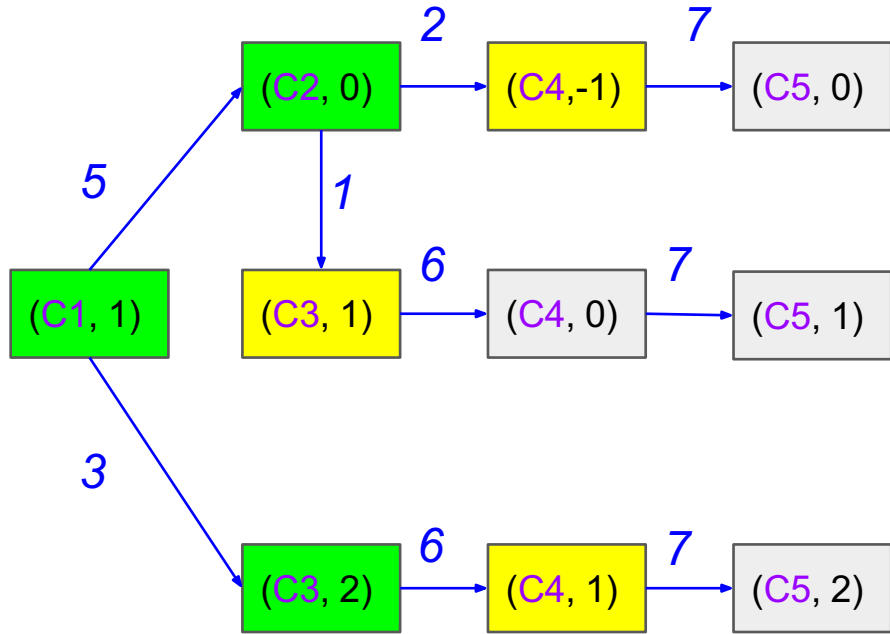 2 7
(C2, 0) (C4,-1) (C5, 0)
5 1
6 7
(C1, 1) (C3, 1) (C4, 0) (C5, 1)
3
6 7
(C3, 2) (C4, 1) (C5, 2)